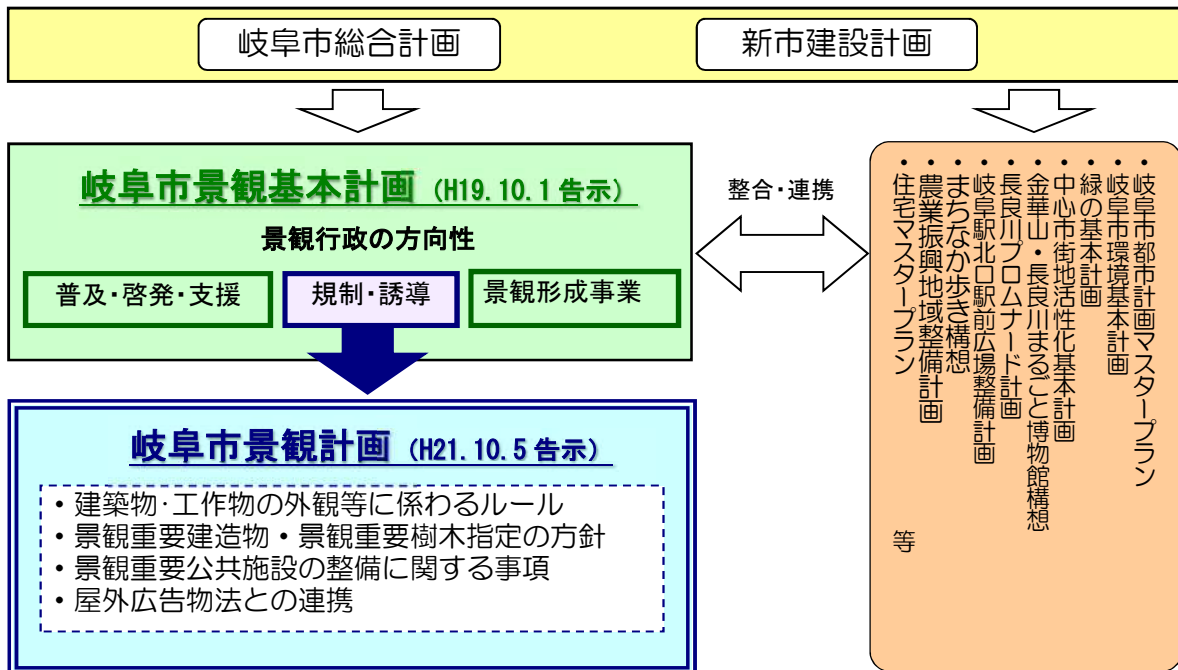 岐阜市総合計画
新市建設計画
岐阜市景観基本計画 (H19.10.1 告示)
景観行政の方向性
普及・啓発・支援
規制・誘導
景観形成事業
整合・連携
・岐阜市都市計画マスタープラン
・岐阜市環境基本計画
・緑の基本計画
・中心市街地活性化基本計画
・金華山・長良川まるごと博物館構想
・長良川プロムナード計画
・岐阜駅北口駅前広場整備計画
・まちなか歩き構想
・農業振興地域整備計画
・住宅マスタープラン 等
岐阜市景観計画 (H21.10.5 告示)
・建築物・工作物の外観等に係わるルール
・景観重要建造物・景観重要樹木指定の方針
・景観重要公共施設の整備に関する事項
・屋外広告物法との連携